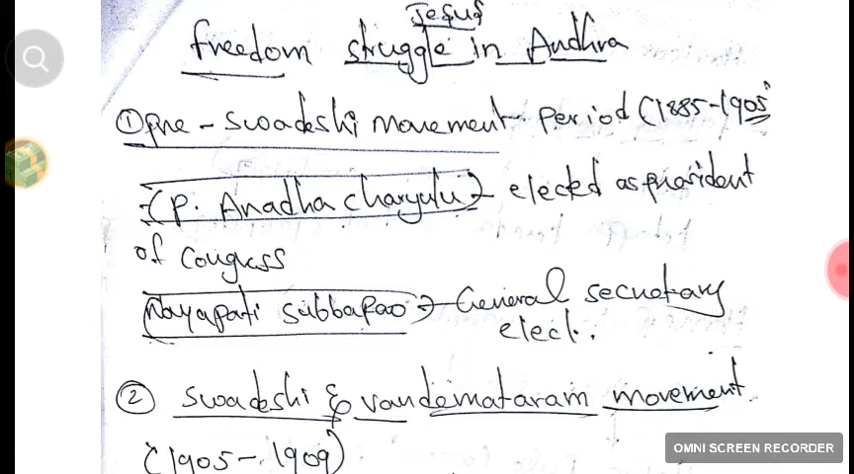 Jesus
freedom struggle in Andhra
① pre - swadeshi movement period (1885-1905)
(P. Anadha charyulu) - elected as president
of Congress
Nayapati subbarao → General secretary
elect.
② swadeshi & vandemataram movement.
(1905 - 1909)
OMNI SCREEN RECORDER